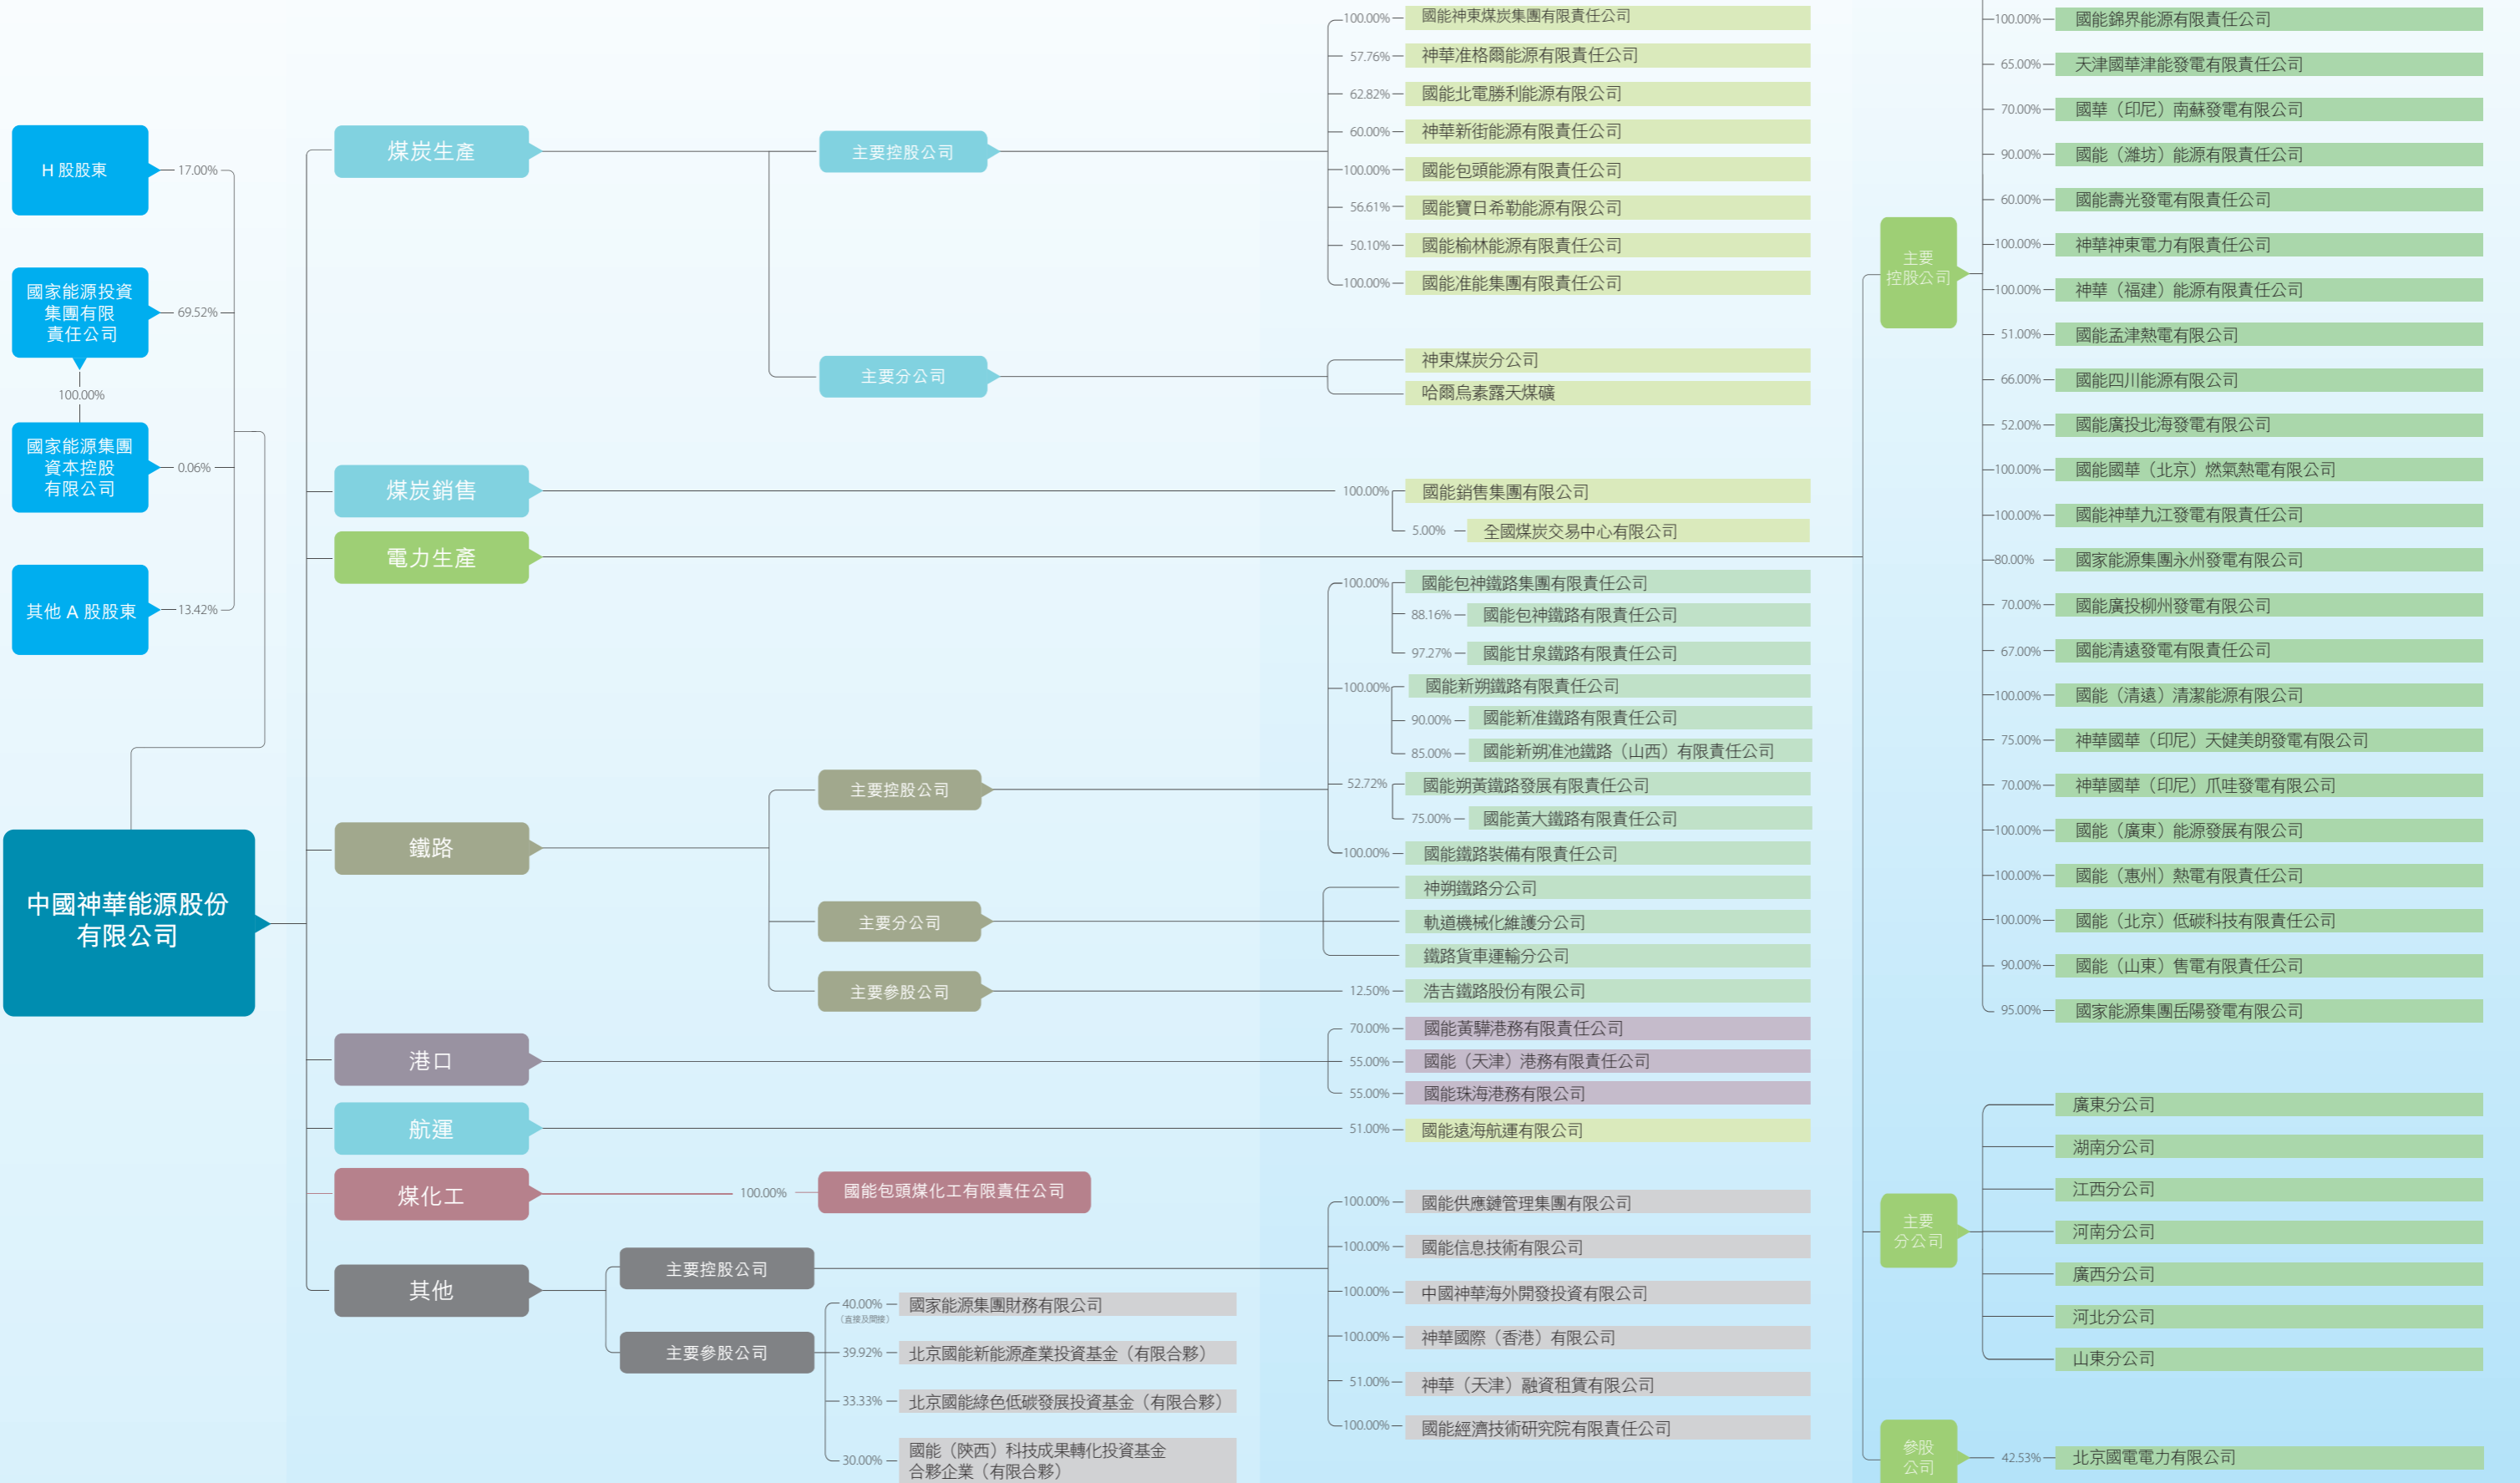 H 股股東
17.00%
國家能源投資
集團有限
責任公司
69.52%
100.00%
國家能源集團
資本控股
有限公司
0.06%
其他 A 股股東
13.42%
中國神華能源股份
有限公司
煤炭生產
主要控股公司
100.00%
國能神東煤炭集團有限責任公司
57.76%
神華准格爾能源有限責任公司
62.82%
國能北電勝利能源有限公司
60.00%
神華新街能源有限責任公司
100.00%
國能包頭能源有限責任公司
56.61%
國能寶日希勒能源有限公司
50.10%
國能榆林能源有限責任公司
100.00%
國能准能集團有限責任公司
主要分公司
神東煤炭分公司
哈爾烏素露天煤礦
煤炭銷售
100.00%
國能銷售集團有限公司
5.00%
全國煤炭交易中心有限公司
電力生產
鐵路
主要控股公司
100.00%
國能包神鐵路集團有限責任公司
88.16%
國能包神鐵路有限責任公司
97.27%
國能甘泉鐵路有限責任公司
100.00%
國能新朔鐵路有限責任公司
90.00%
國能新准鐵路有限責任公司
85.00%
國能新朔准池鐵路（山西）有限責任公司
52.72%
國能朔黃鐵路發展有限責任公司
75.00%
國能黃大鐵路有限責任公司
100.00%
國能鐵路裝備有限責任公司
主要分公司
神朔鐵路分公司
軌道機械化維護分公司
鐵路貨車運輸分公司
主要參股公司
12.50%
浩吉鐵路股份有限公司
港口
70.00%
國能黃驊港務有限責任公司
55.00%
國能（天津）港務有限責任公司
55.00%
國能珠海港務有限公司
航運
51.00%
國能遠海航運有限公司
煤化工
100.00%
國能包頭煤化工有限責任公司
其他
主要控股公司
100.00%
國能供應鏈管理集團有限公司
100.00%
國能信息技術有限公司
100.00%
中國神華海外開發投資有限公司
100.00%
神華國際（香港）有限公司
51.00%
神華（天津）融資租賃有限公司
100.00%
國能經濟技術研究院有限責任公司
主要參股公司
40.00%
（直接及間接）
國家能源集團財務有限公司
39.92%
北京國能新能源產業投資基金（有限合夥）
33.33%
北京國能綠色低碳發展投資基金（有限合夥）
30.00%
國能（陝西）科技成果轉化投資基金
合夥企業（有限合夥）
主要
控股公司
100.00%
國能錦界能源有限責任公司
65.00%
天津國華津能發電有限責任公司
70.00%
國華（印尼）南蘇發電有限公司
90.00%
國能（濰坊）能源有限責任公司
60.00%
國能壽光發電有限責任公司
100.00%
神華神東電力有限責任公司
100.00%
神華（福建）能源有限責任公司
51.00%
國能孟津熱電有限公司
66.00%
國能四川能源有限公司
52.00%
國能廣投北海發電有限公司
100.00%
國能國華（北京）燃氣熱電有限公司
100.00%
國能神華九江發電有限責任公司
80.00%
國家能源集團永州發電有限公司
70.00%
國能廣投柳州發電有限公司
67.00%
國能清遠發電有限責任公司
100.00%
國能（清遠）清潔能源有限公司
75.00%
神華國華（印尼）天健美朗發電有限公司
70.00%
神華國華（印尼）爪哇發電有限公司
100.00%
國能（廣東）能源發展有限公司
100.00%
國能（惠州）熱電有限責任公司
100.00%
國能（北京）低碳科技有限責任公司
90.00%
國能（山東）售電有限責任公司
95.00%
國家能源集團岳陽發電有限公司
主要
分公司
廣東分公司
湖南分公司
江西分公司
河南分公司
廣西分公司
河北分公司
山東分公司
參股
公司
42.53%
北京國電電力有限公司